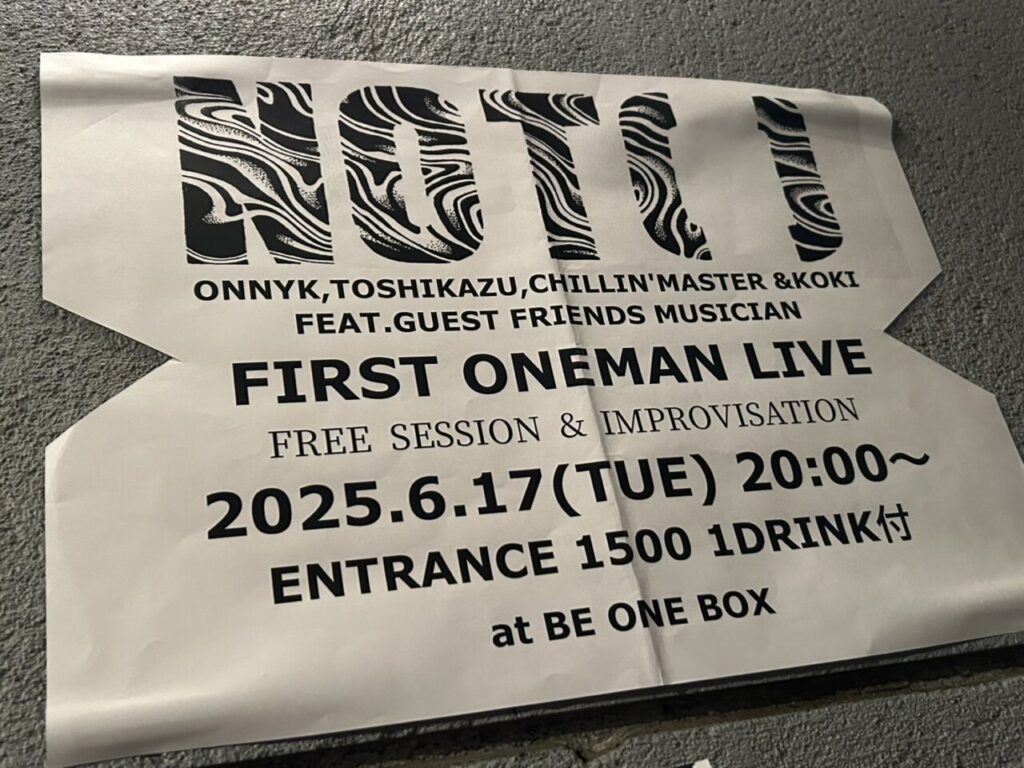 NOT( )
ONNYK,TOSHIKAZU,CHILLIN'MASTER &KOKI
FEAT.GUEST FRIENDS MUSICIAN
FIRST ONEMAN LIVE
FREE SESSION & IMPROVISATION
2025.6.17(TUE) 20:00～
ENTRANCE 1500 1DRINK付
at BE ONE BOX